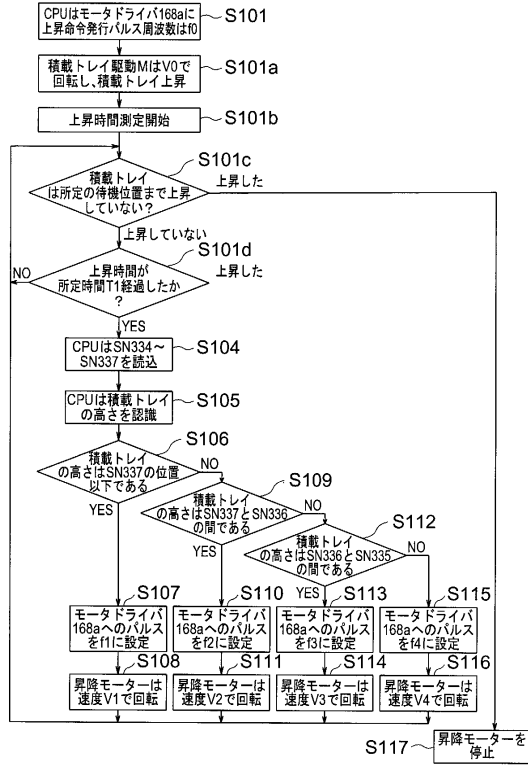 CPUはモータドライバ168aに
上昇命令発行パルス周波数はf0
S101
積載トレイ駆動MはV0で
回転し、積載トレイ上昇
S101a
上昇時間測定開始
S101b
S101c
積載トレイ
は所定の待機位置まで上昇
していない?
上昇した
上昇していない
S101d
上昇時間が
所定時間T1経過したか
?
上昇した
NO
YES
CPUはSN334～
SN337を読込
S104
CPUは積載トレイ
の高さを認識
S105
S106
積載トレイ
の高さはSN337の位置
以下である
NO
YES
S109
積載トレイ
の高さはSN337とSN336
の間である
NO
YES
S112
積載トレイ
の高さはSN336とSN335
の間である
NO
YES
S107
モータドライバ
168aへのパルス
をf1に設定
S110
モータドライバ
168aへのパルス
をf2に設定
S113
モータドライバ
168aへのパルス
をf3に設定
S115
モータドライバ
168aへのパルス
をf4に設定
S108
昇降モーターは
速度V1で回転
S111
昇降モーターは
速度V2で回転
S114
昇降モーターは
速度V3で回転
S116
昇降モーターは
速度V4で回転
S117
昇降モーターを
停止